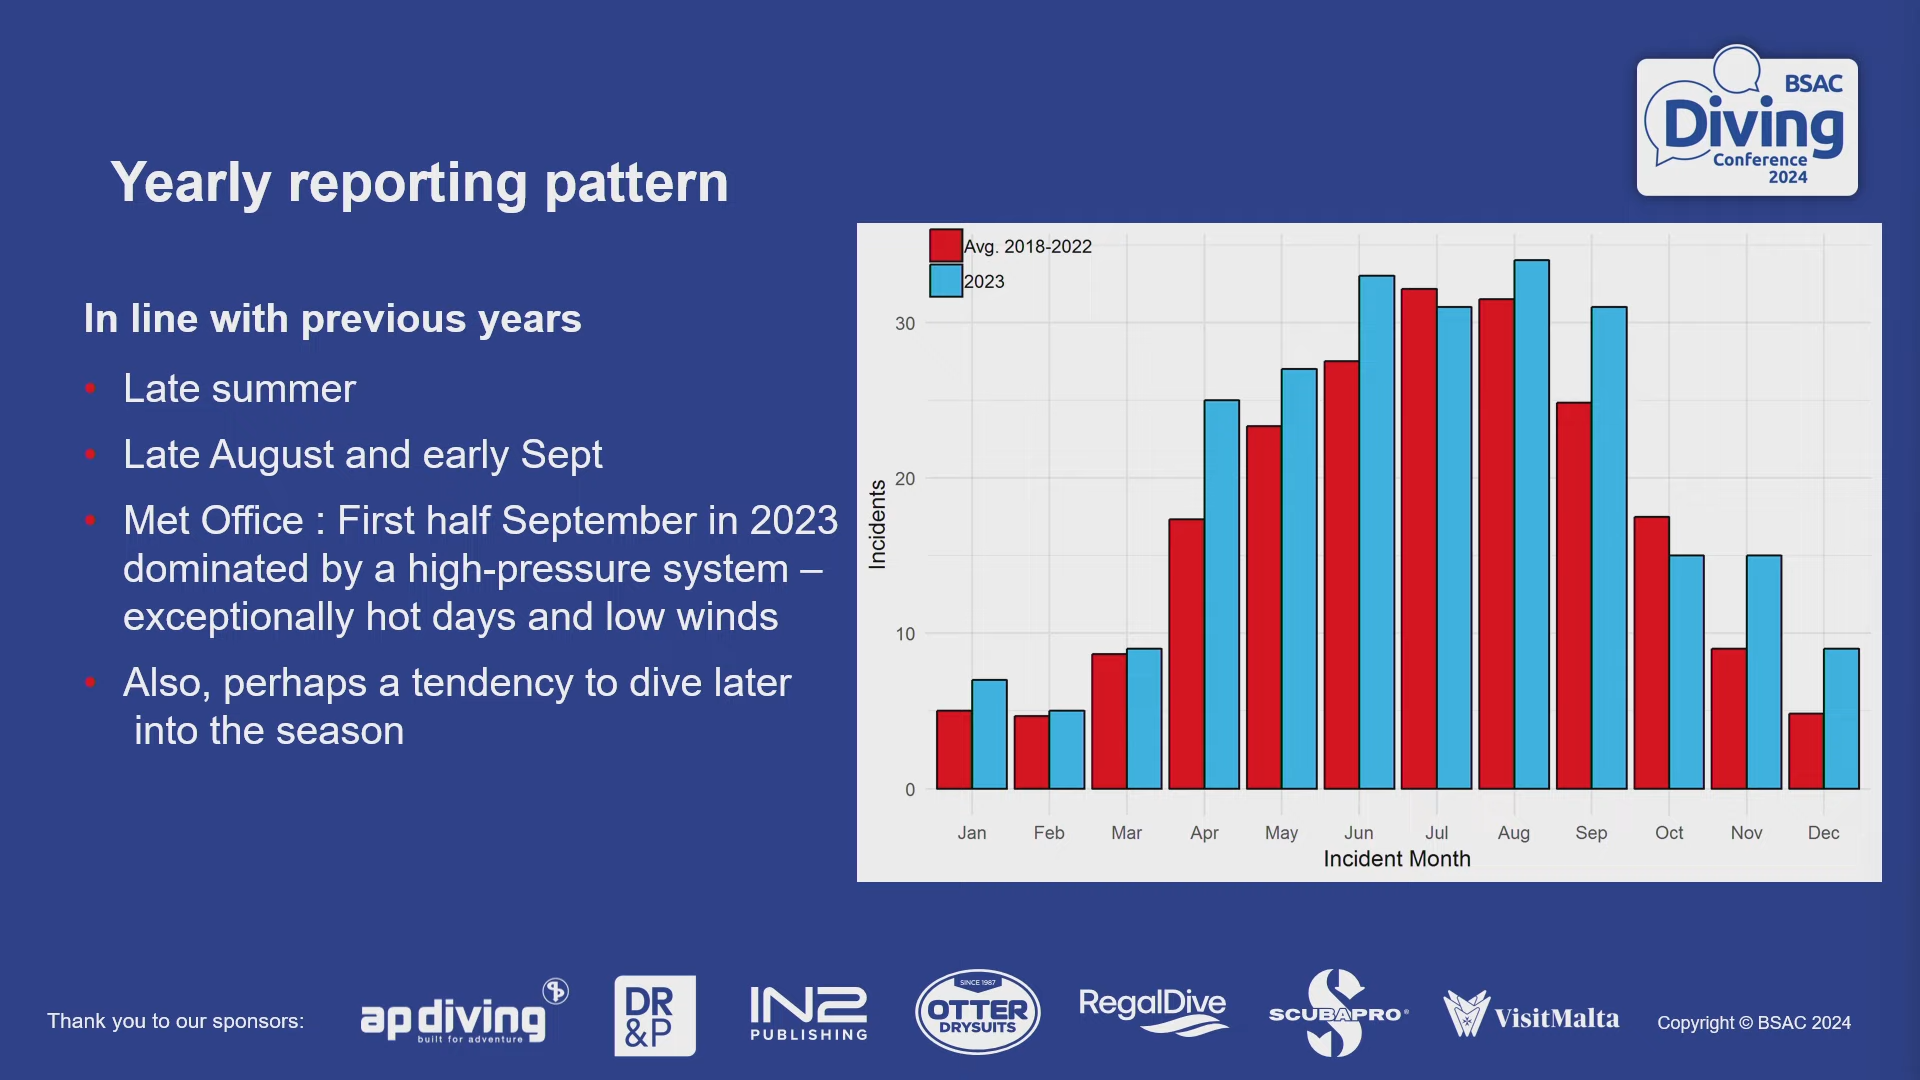 BSAC
Diving
Conference
2024
Yearly reporting pattern
In line with previous years
• Late summer
• Late August and early Sept
• Met Office : First half September in 2023
dominated by a high-pressure system –
exceptionally hot days and low winds
• Also, perhaps a tendency to dive later
into the season
Avg. 2018-2022
2023
30
20
10
0
Incidents
Jan Feb Mar Apr May Jun Jul Aug Sep Oct Nov Dec
Incident Month
Thank you to our sponsors:
ap diving
built for adventure
DR
&P
IN2
PUBLISHING
SINCE 1987
OTTER
DRYSUITS
RegalDive
SCUBAPRO®
VisitMalta
Copyright © BSAC 2024